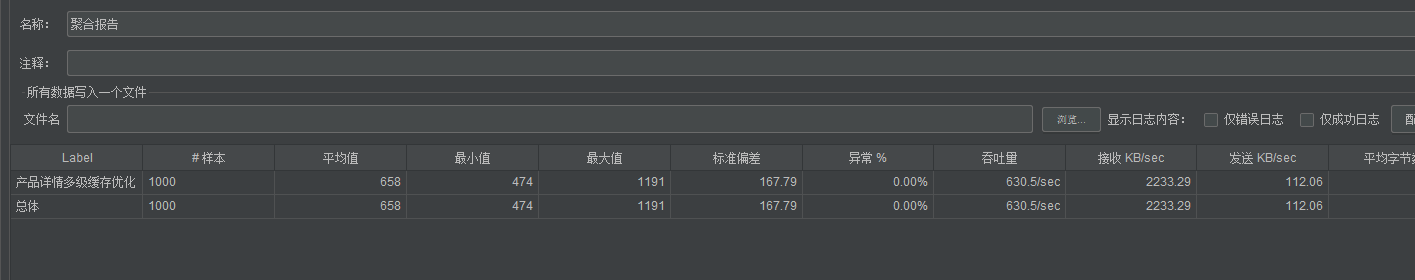 名称： 聚合报告
注释：
所有数据写入一个文件
文件名 浏览... 显示日志内容： 仅错误日志 仅成功日志
Label # 样本 平均值 最小值 最大值 标准偏差 异常 % 吞吐量 接收 KB/sec 发送 KB/sec 平均字节
产品详情多级缓存优化 1000 658 474 1191 167.79 0.00% 630.5/sec 2233.29 112.06
总体 1000 658 474 1191 167.79 0.00% 630.5/sec 2233.29 112.06